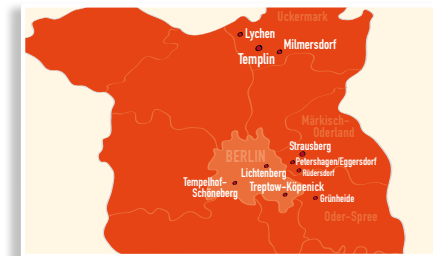 Uckermark
Lychen
Milmersdorf
Templin
Märkisch-
Oderland
Strausberg
BERLIN
Petershagen/Eggersdorf
Lichtenberg
Rüdersdorf
Tempelhof-
Schöneberg
Treptow-Köpenick
Grünheide
Oder-Spree